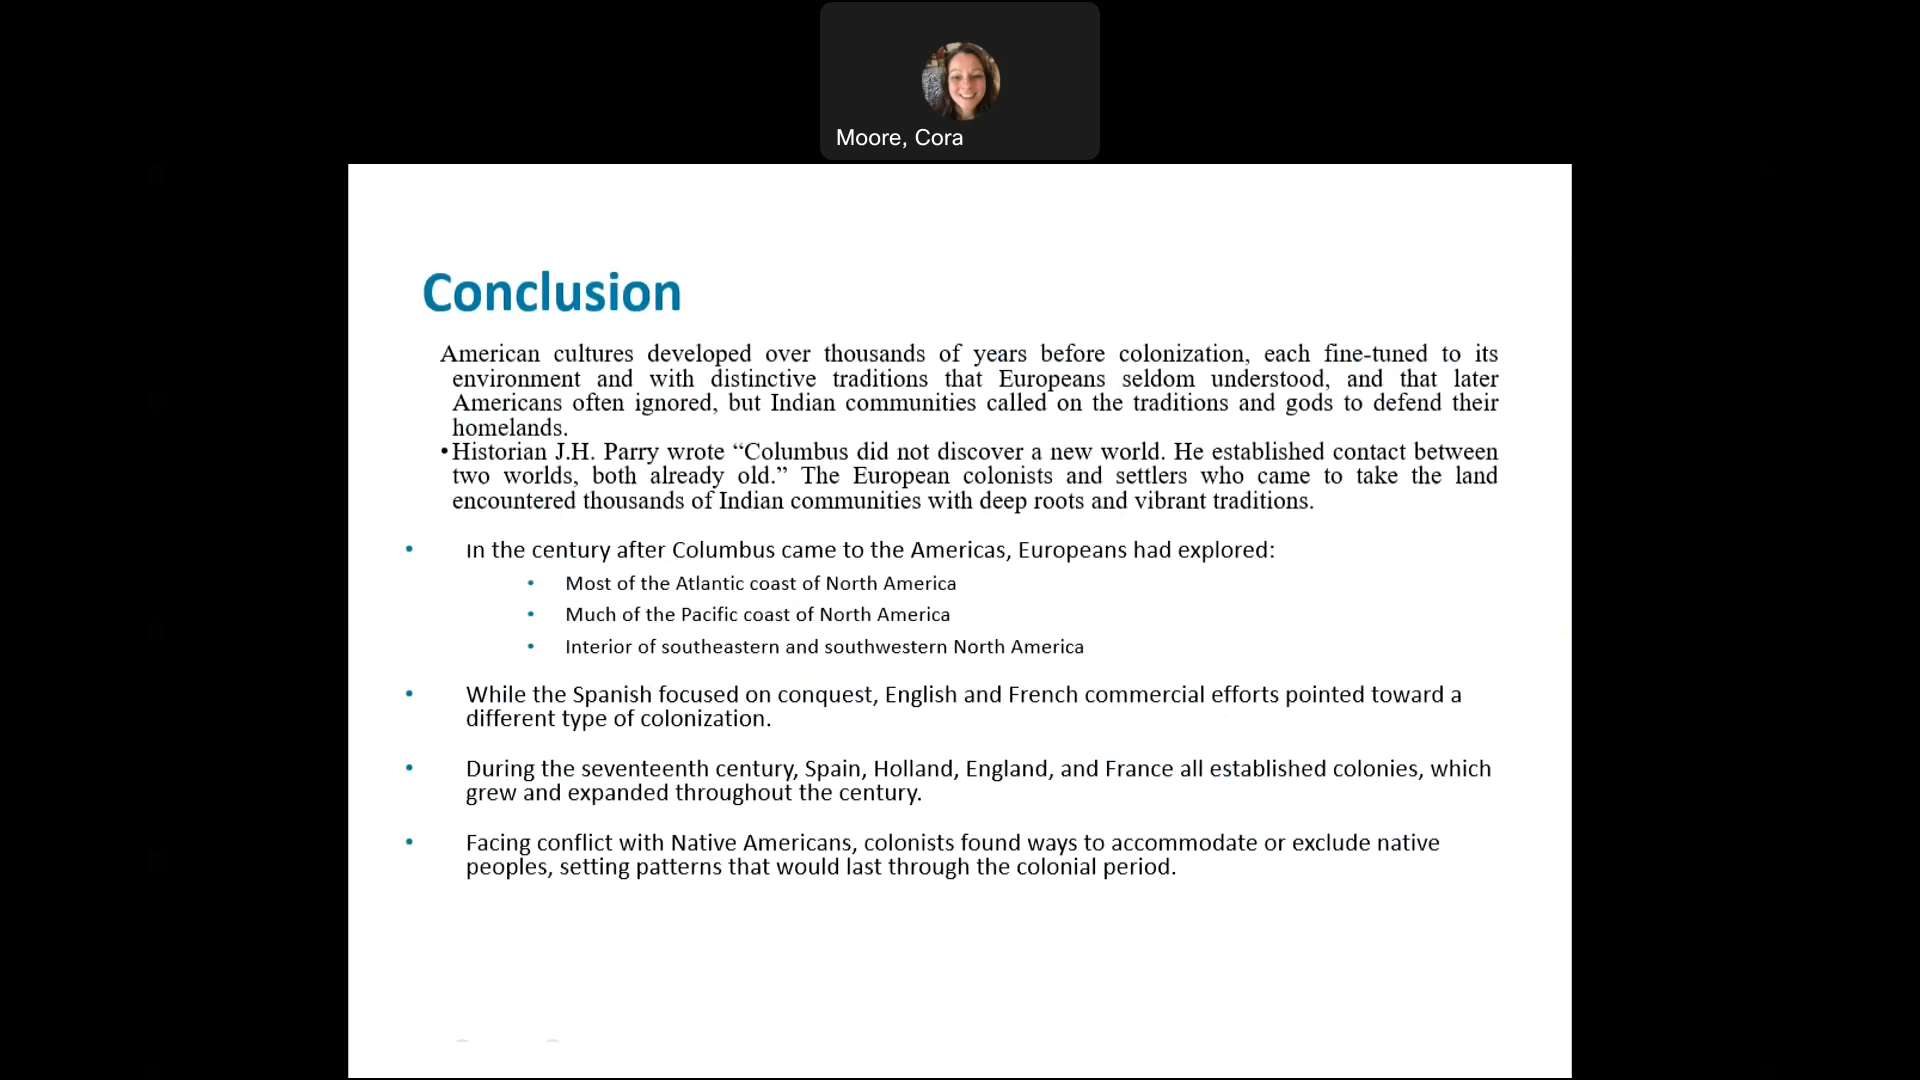 Moore, Cora
Conclusion
American cultures developed over thousands of years before colonization, each fine-tuned to its
environment and with distinctive traditions that Europeans seldom understood, and that later
Americans often ignored, but Indian communities called on the traditions and gods to defend their
homelands.
•Historian J.H. Parry wrote “Columbus did not discover a new world. He established contact between
two worlds, both already old.” The European colonists and settlers who came to take the land
encountered thousands of Indian communities with deep roots and vibrant traditions.
• In the century after Columbus came to the Americas, Europeans had explored:
• Most of the Atlantic coast of North America
• Much of the Pacific coast of North America
• Interior of southeastern and southwestern North America
• While the Spanish focused on conquest, English and French commercial efforts pointed toward a
different type of colonization.
• During the seventeenth century, Spain, Holland, England, and France all established colonies, which
grew and expanded throughout the century.
• Facing conflict with Native Americans, colonists found ways to accommodate or exclude native
peoples, setting patterns that would last through the colonial period.